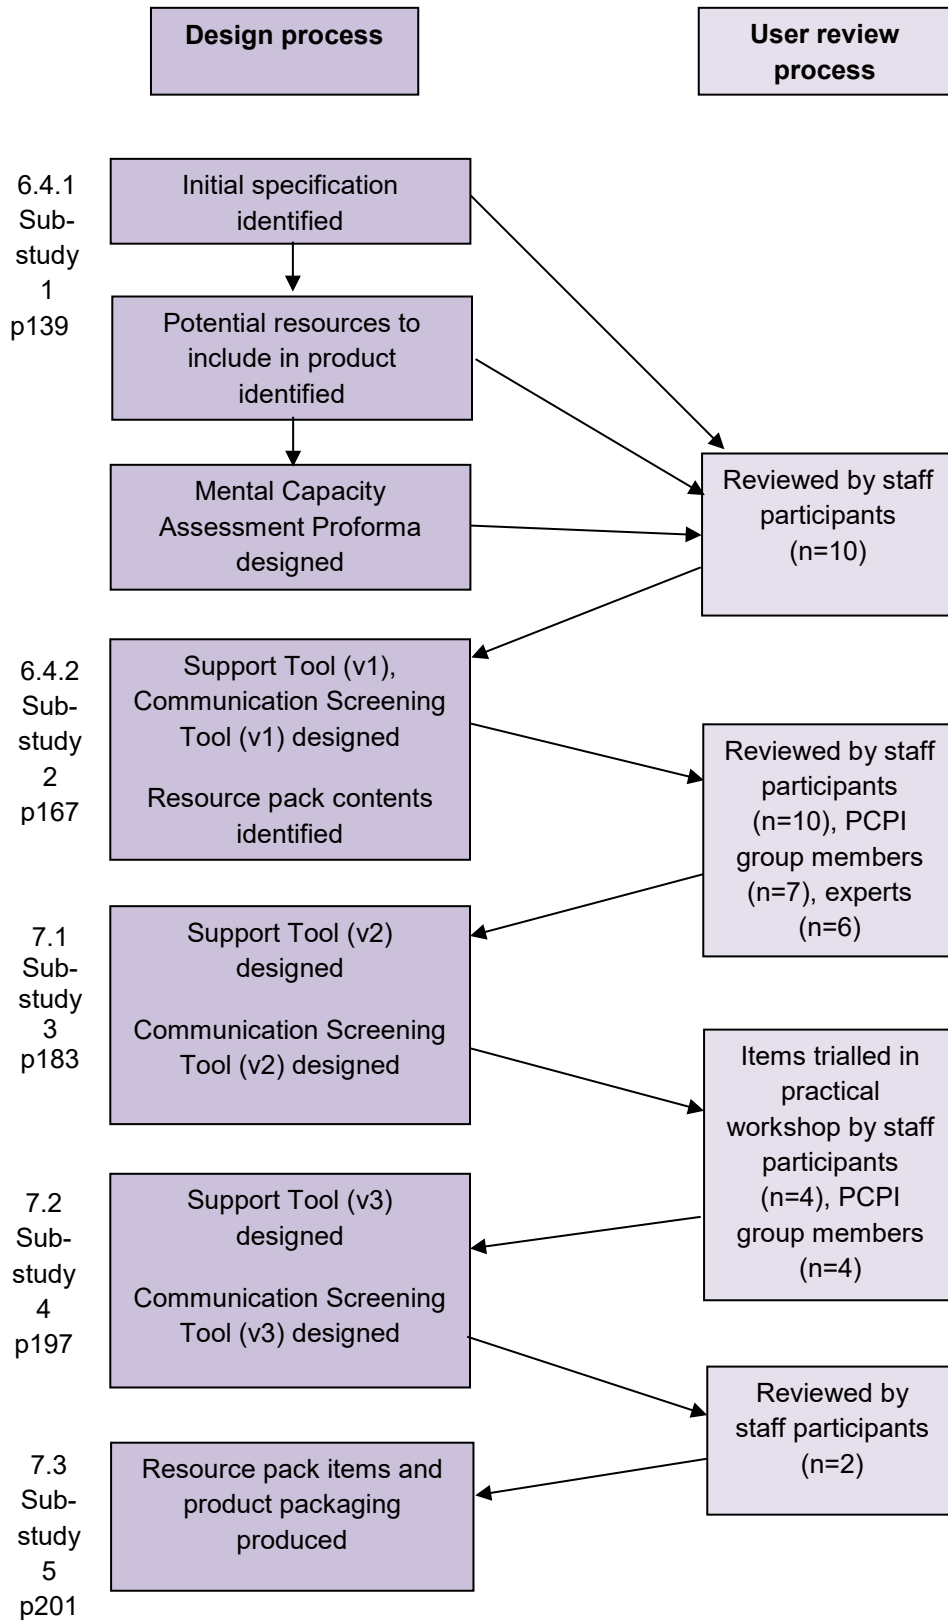 Design process
User review
process
6.4.1
Sub-
study
1
p139
Initial specification
identified
Potential resources to
include in product
identified
Mental Capacity
Assessment Proforma
designed
Reviewed by staff
participants
(n=10)
6.4.2
Sub-
study
2
p167
Support Tool (v1),
Communication Screening
Tool (v1) designed
Resource pack contents
identified
Reviewed by staff
participants
(n=10), PCPI
group members
(n=7), experts
(n=6)
7.1
Sub-
study
3
p183
Support Tool (v2)
designed
Communication Screening
Tool (v2) designed
Items trialled in
practical
workshop by staff
participants
(n=4), PCPI
group members
(n=4)
7.2
Sub-
study
4
p197
Support Tool (v3)
designed
Communication Screening
Tool (v3) designed
Reviewed by
staff participants
(n=2)
7.3
Sub-
study
5
p201
Resource pack items and
product packaging
produced